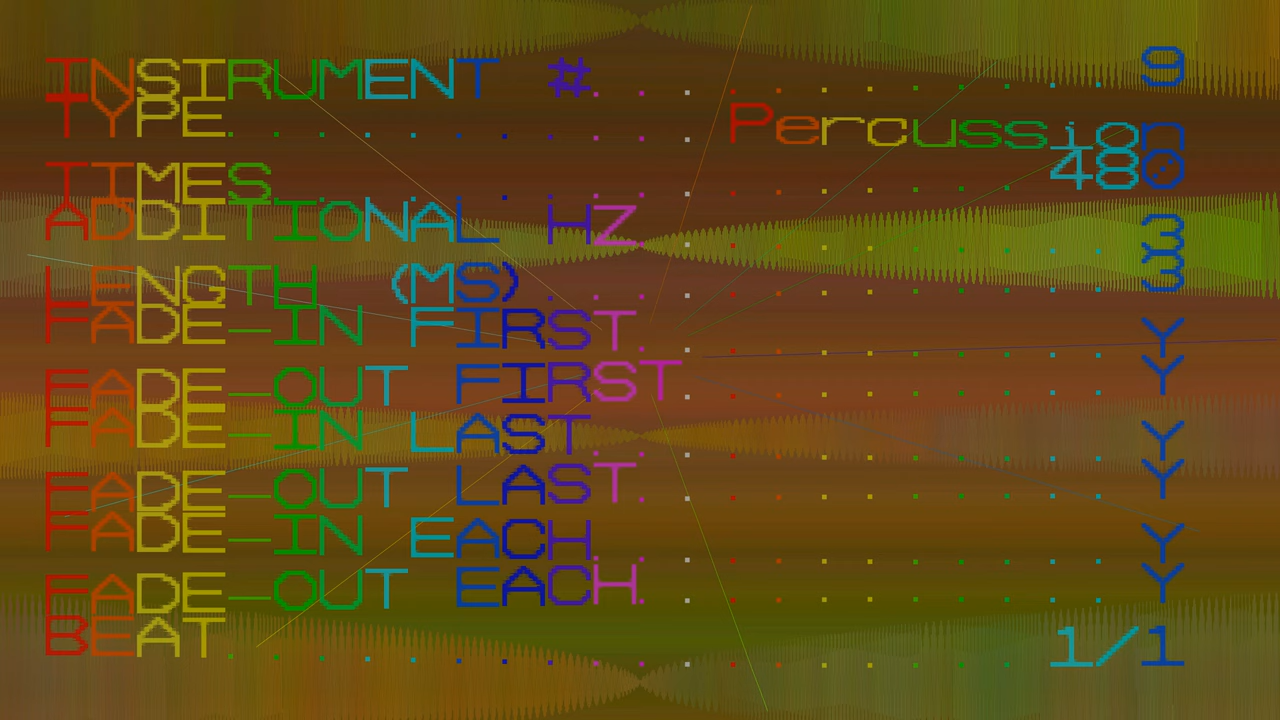 INSTRUMENT #. . . . . . . . . . . . 9
TYPE. . . . . . . . . . . Percussion
TIMES. . . . . . . . . . . . . . . 480
ADDITIONAL HZ. . . . . . . . . . . 3
LENGTH (MS). . . . . . . . . . . . 3
FADE-IN FIRST. . . . . . . . . . . Y
FADE-OUT FIRST. . . . . . . . . . Y
FADE-IN LAST. . . . . . . . . . . . Y
FADE-OUT LAST. . . . . . . . . . . Y
FADE-IN EACH. . . . . . . . . . . . Y
FADE-OUT EACH. . . . . . . . . . . Y
BEAT. . . . . . . . . . . . . . . . 1/1